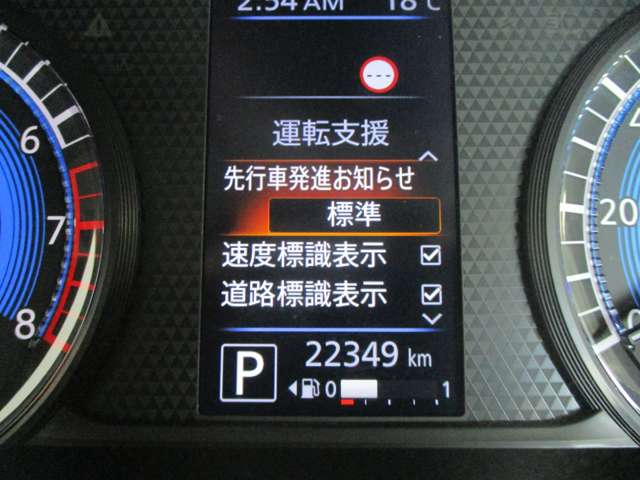 2:54 AM 18°C
---
運転支援
先行車発進お知らせ
標準
速度標識表示
道路標識表示
P 22349 km
0 1
6
7
8
20